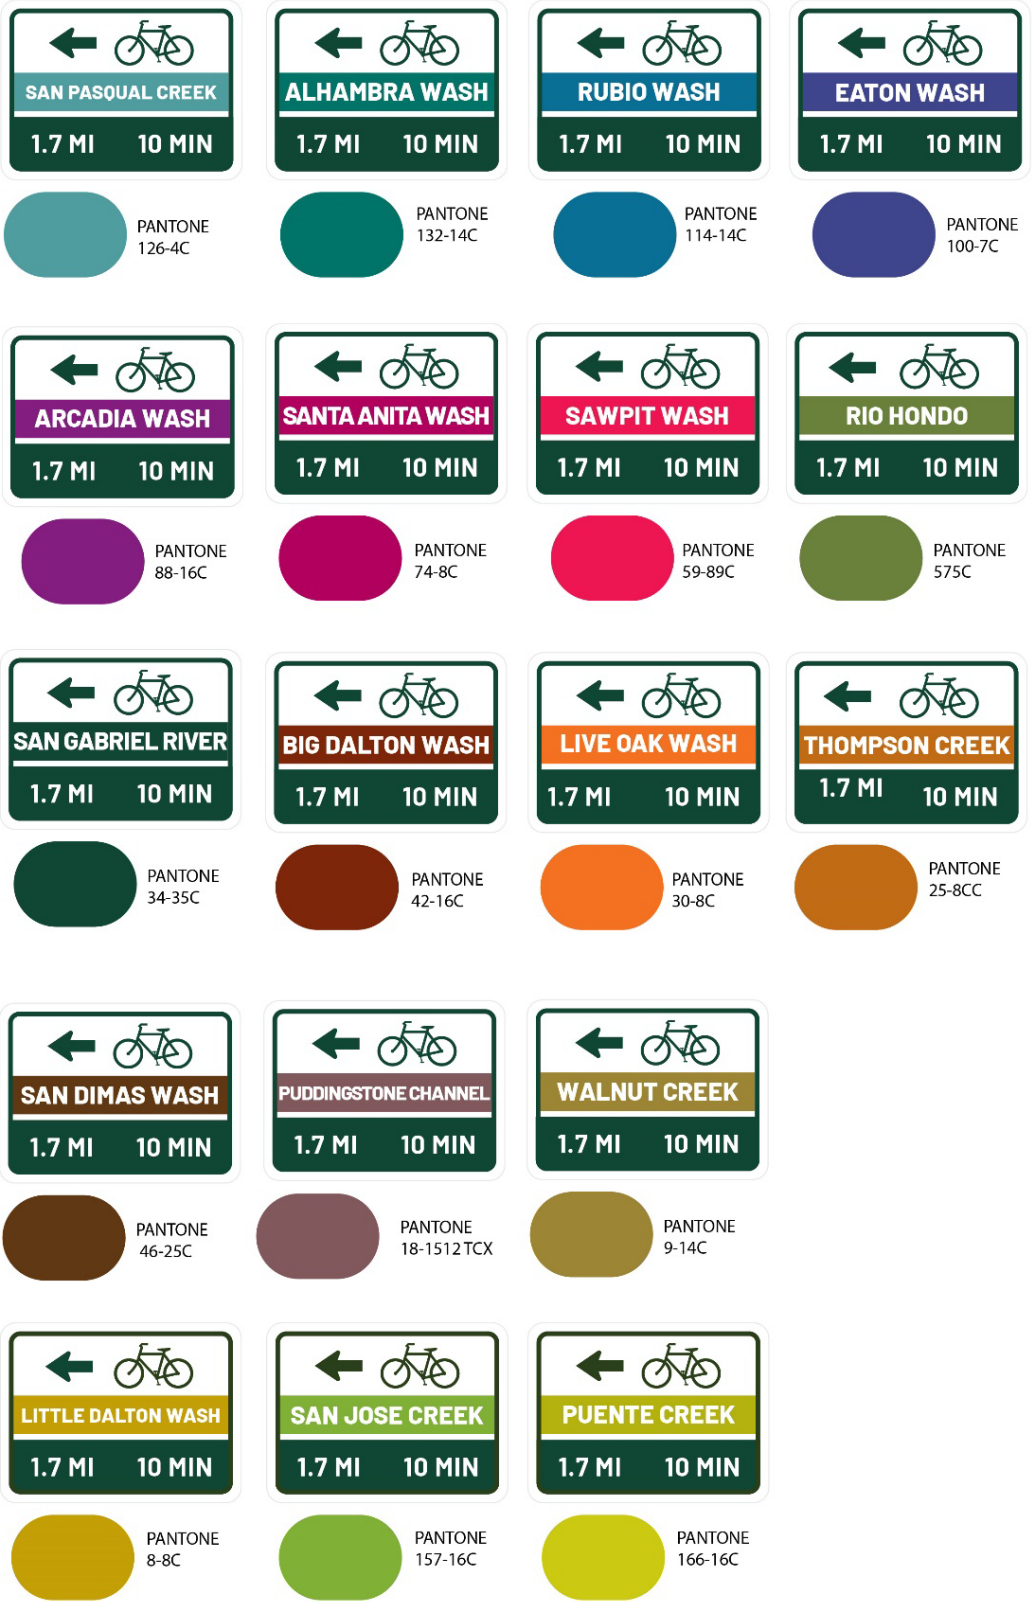 SAN PASQUAL CREEK
1.7 MI 10 MIN
PANTONE
126-4C
ALHAMBRA WASH
1.7 MI 10 MIN
PANTONE
132-14C
RUBIO WASH
1.7 MI 10 MIN
PANTONE
114-14C
EATON WASH
1.7 MI 10 MIN
PANTONE
100-7C
ARCADIA WASH
1.7 MI 10 MIN
PANTONE
88-16C
SANTA ANITA WASH
1.7 MI 10 MIN
PANTONE
74-8C
SAWPIT WASH
1.7 MI 10 MIN
PANTONE
59-89C
RIO HONDO
1.7 MI 10 MIN
PANTONE
575C
SAN GABRIEL RIVER
1.7 MI 10 MIN
PANTONE
34-35C
BIG DALTON WASH
1.7 MI 10 MIN
PANTONE
42-16C
LIVE OAK WASH
1.7 MI 10 MIN
PANTONE
30-8C
THOMPSON CREEK
1.7 MI 10 MIN
PANTONE
25-8CC
SAN DIMAS WASH
1.7 MI 10 MIN
PANTONE
46-25C
PUDDINGSTONE CHANNEL
1.7 MI 10 MIN
PANTONE
18-1512 TCX
WALNUT CREEK
1.7 MI 10 MIN
PANTONE
9-14C
LITTLE DALTON WASH
1.7 MI 10 MIN
PANTONE
8-8C
SAN JOSE CREEK
1.7 MI 10 MIN
PANTONE
157-16C
PUENTE CREEK
1.7 MI 10 MIN
PANTONE
166-16C